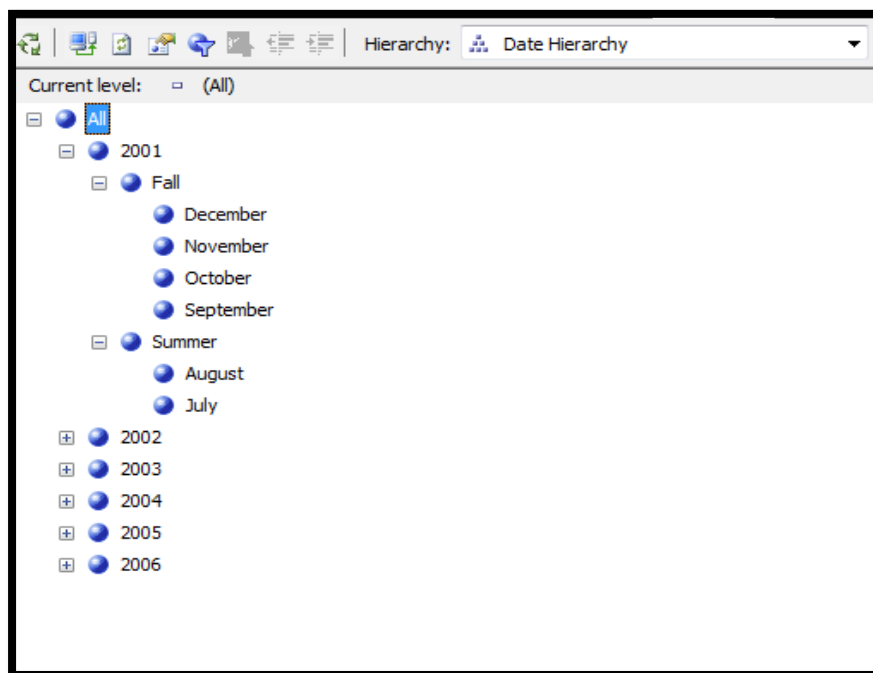 Hierarchy: Date Hierarchy
Current level: (All)
All
2001
Fall
December
November
October
September
Summer
August
July
2002
2003
2004
2005
2006